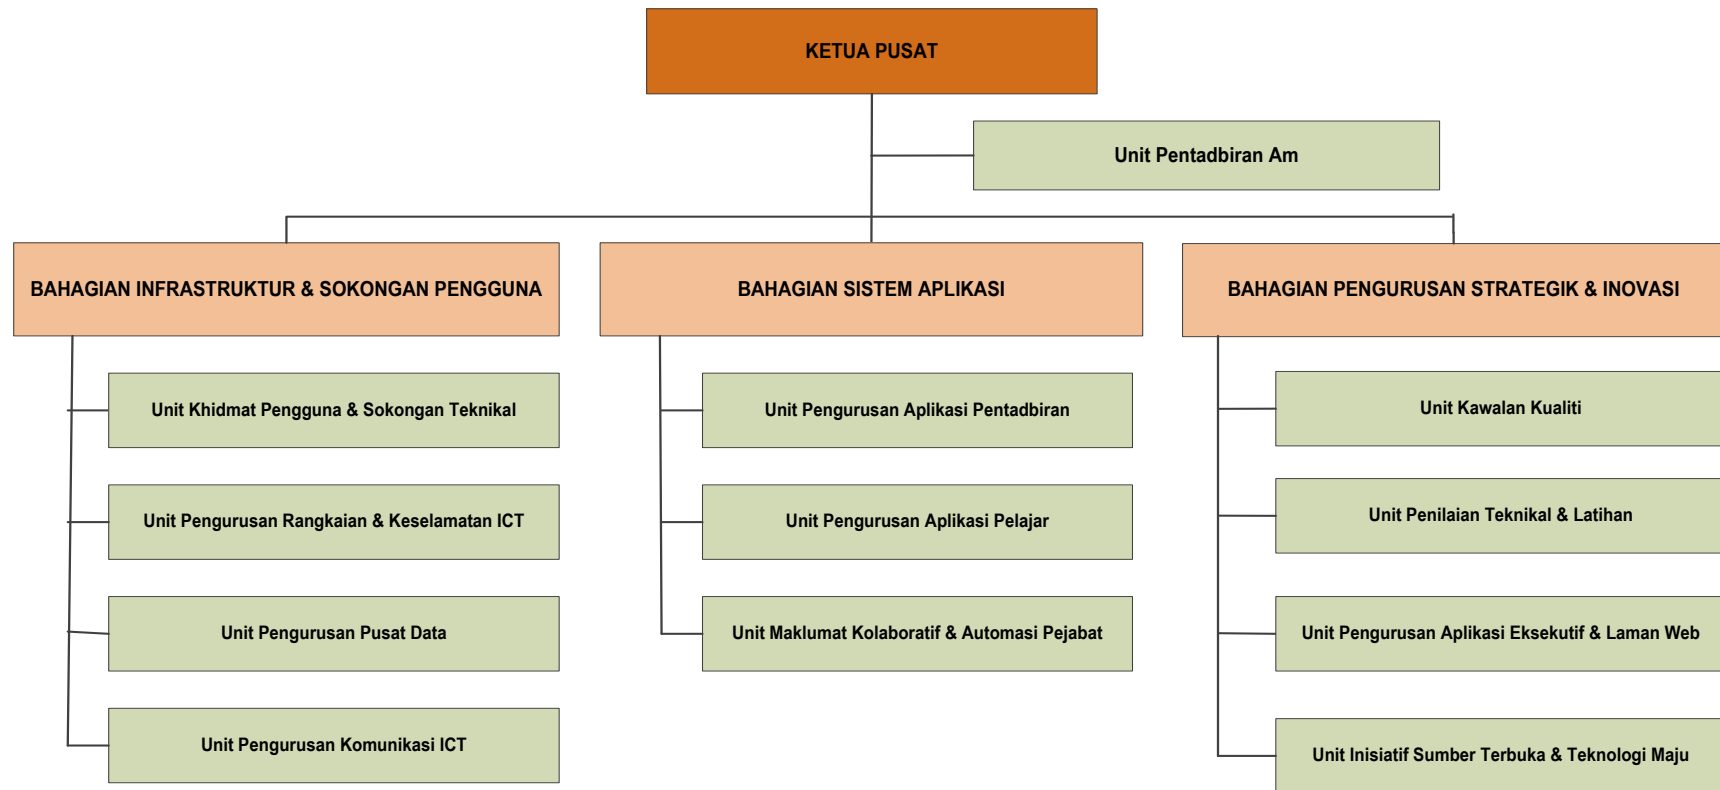 KETUA PUSAT
Unit Pentadbiran Am
BAHAGIAN INFRASTRUKTUR & SOKONGAN PENGGUNA
Unit Khidmat Pengguna & Sokongan Teknikal
Unit Pengurusan Rangkaian & Keselamatan ICT
Unit Pengurusan Pusat Data
Unit Pengurusan Komunikasi ICT
BAHAGIAN SISTEM APLIKASI
Unit Pengurusan Aplikasi Pentadbiran
Unit Pengurusan Aplikasi Pelajar
Unit Maklumat Kolaboratif & Automasi Pejabat
BAHAGIAN PENGURUSAN STRATEGIK & INOVASI
Unit Kawalan Kualiti
Unit Penilaian Teknikal & Latihan
Unit Pengurusan Aplikasi Eksekutif & Laman Web
Unit Inisiatif Sumber Terbuka & Teknologi Maju